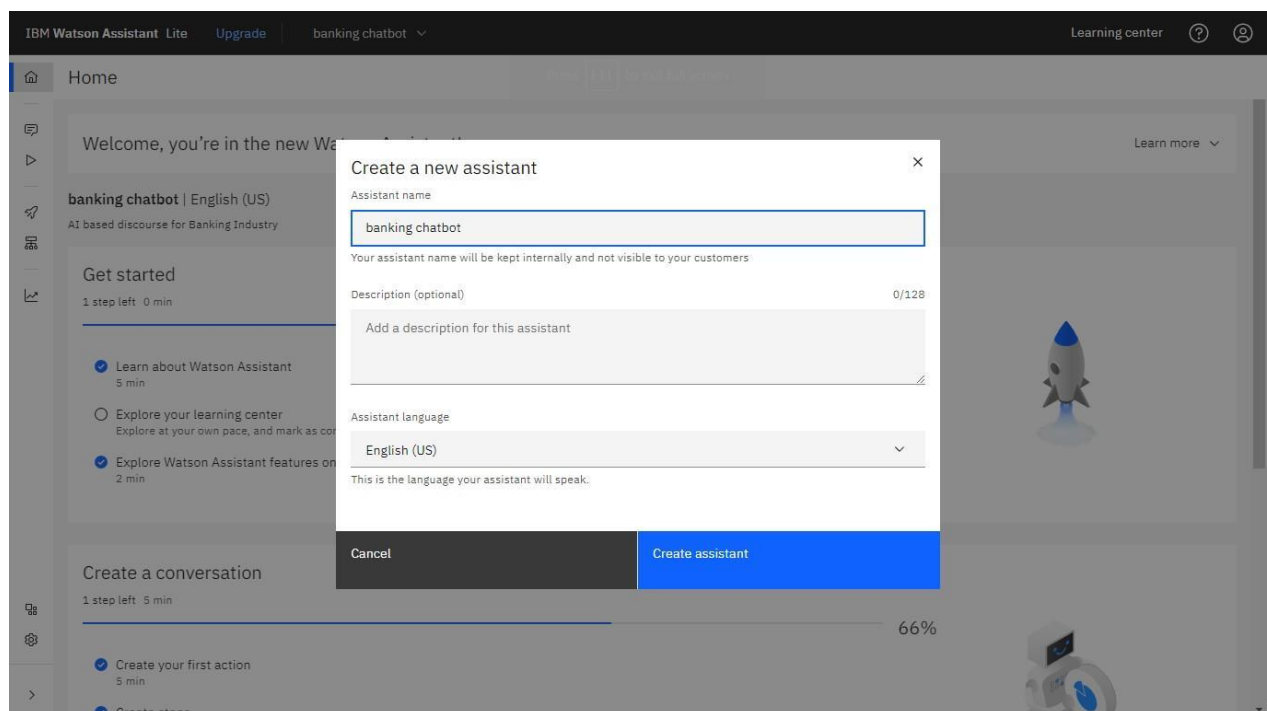 IBM Watson Assistant Lite Upgrade banking chatbot Learning center
Home
Welcome, you're in the new Wa
Learn more
banking chatbot | English (US)
AI based discourse for Banking Industry
Get started
1 step left 0 min
Learn about Watson Assistant
5 min
Explore your learning center
Explore at your own pace, and mark as cor
Explore Watson Assistant features on
2 min
Create a new assistant
Assistant name
banking chatbot
Your assistant name will be kept internally and not visible to your customers
Description (optional) 0/128
Add a description for this assistant
Assistant language
English (US)
This is the language your assistant will speak.
Cancel Create assistant
Create a conversation
1 step left 5 min
66%
Create your first action
5 min